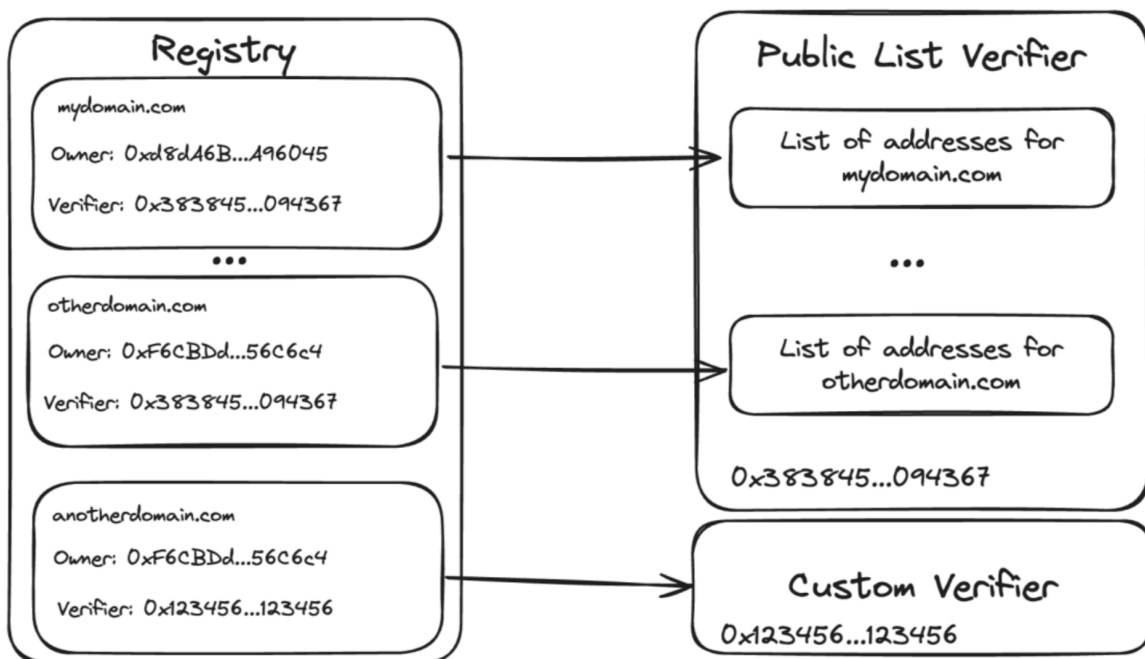 Registry
mydomain.com
Owner: 0xd8dA6B...A96045
Verifier: 0x383845...094367
...
otherdomain.com
Owner: 0xF6CBDd...56C6c4
Verifier: 0x383845...094367
anotherdomain.com
Owner: 0xF6CBDd...56C6c4
Verifier: 0x123456...123456
Public List Verifier
List of addresses for
mydomain.com
...
List of addresses for
otherdomain.com
0x383845...094367
Custom Verifier
0x123456...123456